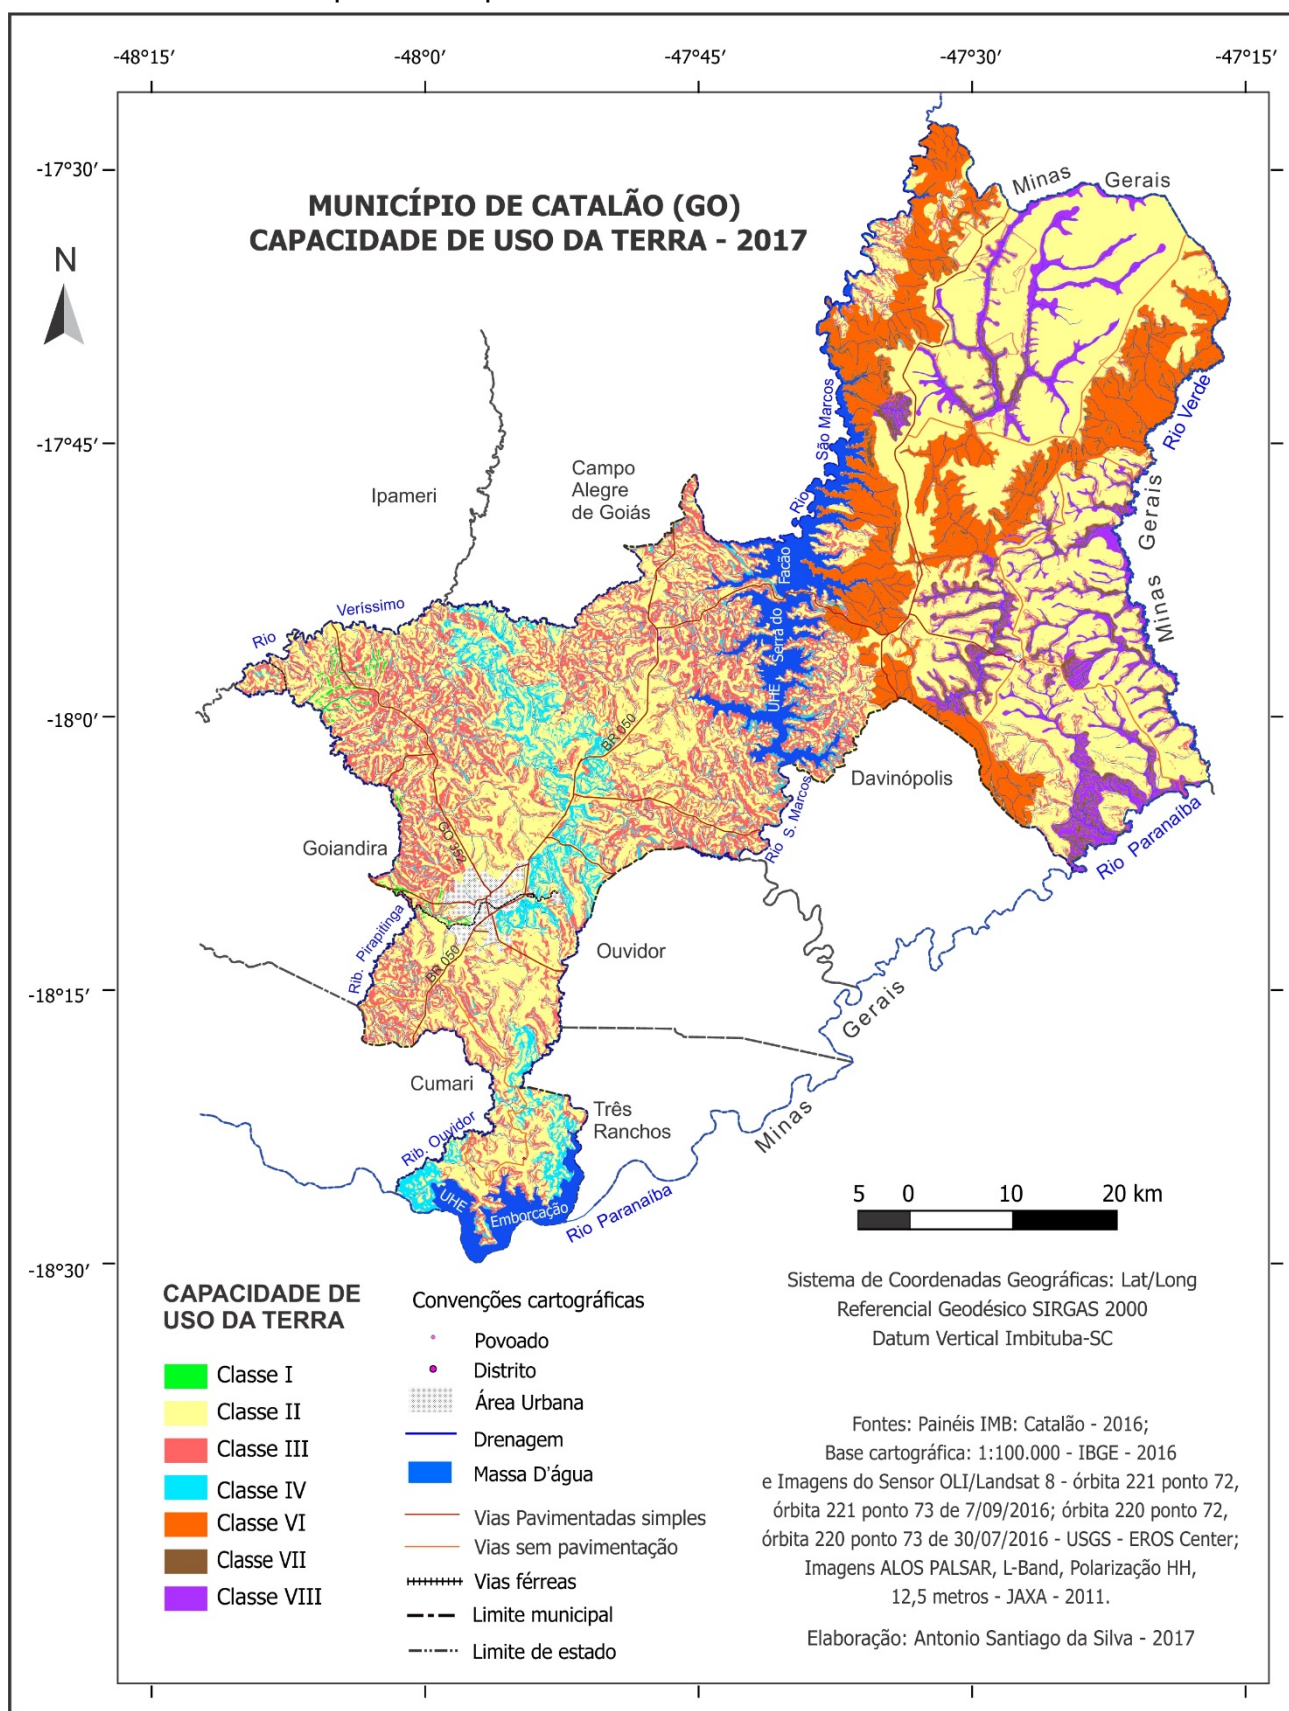 -48°15′ -48°0′ -47°45′ -47°30′ -47°15′
-17°30′
-17°45′
-18°0′
-18°15′
-18°30′
MUNICÍPIO DE CATALÃO (GO)
CAPACIDADE DE USO DA TERRA - 2017
N
Minas Gerais
Rio São Marcos
Rio Verde
Minas Gerais
Ipameri
Campo
Alegre
de Goiás
Rio Veríssimo
UHE Serra do Facão
BR 050
GO 352
Goiandira
Davinópolis
Rio S. Marcos
Rio Paranaíba
Rib. Pirapitinga
BR 050
Ouvidor
Minas Gerais
Cumari
Três
Ranchos
Rib. Ouvidor
UHE Emborcação
Rio Paranaíba
5 0 10 20 km
CAPACIDADE DE
USO DA TERRA
Classe I
Classe II
Classe III
Classe IV
Classe VI
Classe VII
Classe VIII
Convenções cartográficas
Povoado
Distrito
Área Urbana
Drenagem
Massa D'água
Vias Pavimentadas simples
Vias sem pavimentação
Vias férreas
Limite municipal
Limite de estado
Sistema de Coordenadas Geográficas: Lat/Long
Referencial Geodésico SIRGAS 2000
Datum Vertical Imbituba-SC
Fontes: Painéis IMB: Catalão - 2016;
Base cartográfica: 1:100.000 - IBGE - 2016
e Imagens do Sensor OLI/Landsat 8 - órbita 221 ponto 72,
órbita 221 ponto 73 de 7/09/2016; órbita 220 ponto 72,
órbita 220 ponto 73 de 30/07/2016 - USGS - EROS Center;
Imagens ALOS PALSAR, L-Band, Polarização HH,
12,5 metros - JAXA - 2011.
Elaboração: Antonio Santiago da Silva - 2017